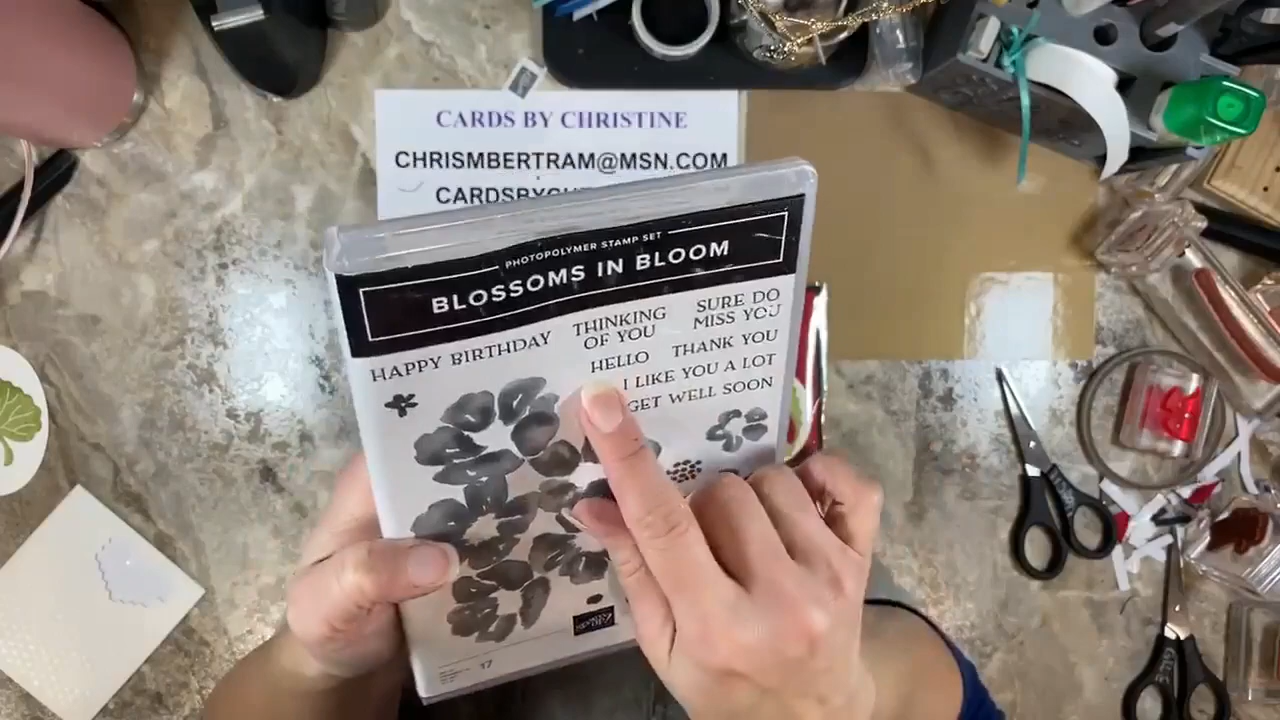 CARDS BY CHRISTINE
CHRISMBERTRAM@MSN.COM
PHOTOPOLYMER STAMP SET
BLOSSOMS IN BLOOM
HAPPY BIRTHDAY
THINKING
OF YOU
SURE DO
MISS YOU
HELLO
THANK YOU
I LIKE YOU A LOT
GET WELL SOON
17